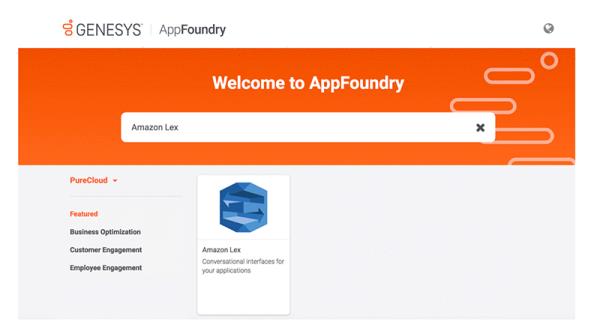 GENESYS AppFoundry
Welcome to AppFoundry
Amazon Lex
PureCloud
Featured
Business Optimization
Customer Engagement
Employee Engagement
Amazon Lex
Conversational interfaces for
your applications